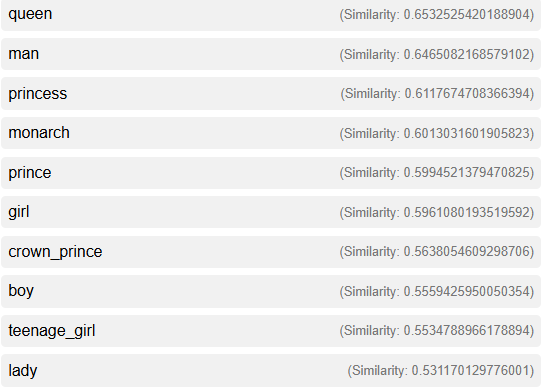 queen (Similarity: 0.6532525420188904)
man (Similarity: 0.6465082168579102)
princess (Similarity: 0.6117674708366394)
monarch (Similarity: 0.6013031601905823)
prince (Similarity: 0.5994521379470825)
girl (Similarity: 0.5961080193519592)
crown_prince (Similarity: 0.5638054609298706)
boy (Similarity: 0.5559425950050354)
teenage_girl (Similarity: 0.5534788966178894)
lady (Similarity: 0.531170129776001)